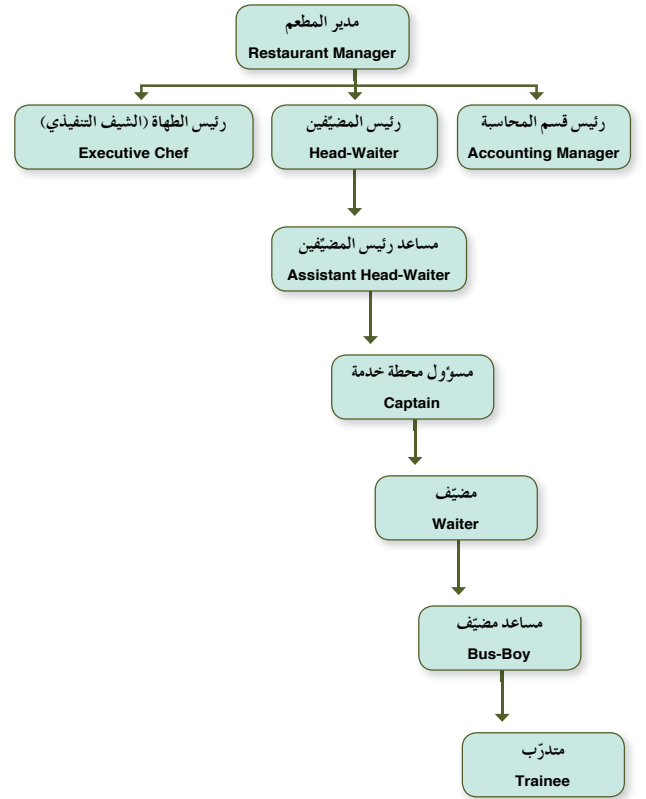 مدير المطعم
Restaurant Manager
رئيس الطهاة (الشيف التنفيذي)
Executive Chef
رئيس المضيّفين
Head-Waiter
رئيس قسم المحاسبة
Accounting Manager
مساعد رئيس المضيّفين
Assistant Head-Waiter
مسؤول محطة خدمة
Captain
مضيّف
Waiter
مساعد مضيّف
Bus-Boy
متدرّب
Trainee